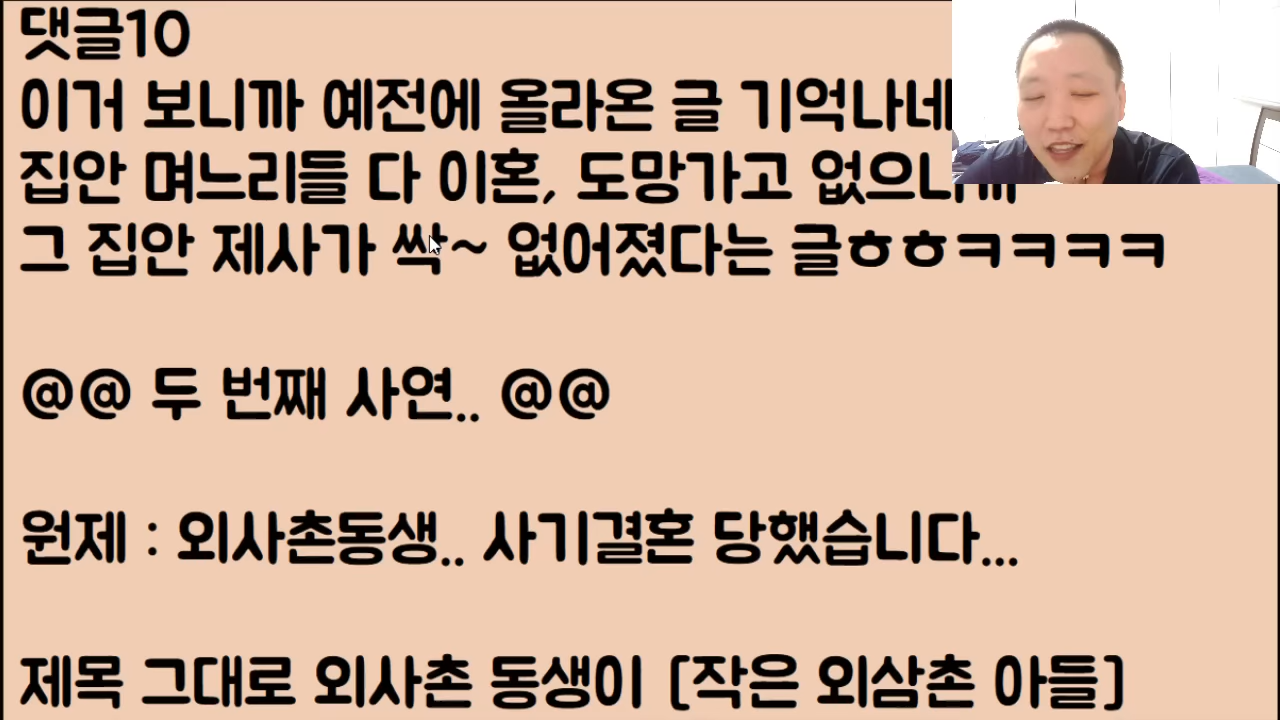 댓글10
이거 보니까 예전에 올라온 글 기억나네
집안 며느리들 다 이혼, 도망가고
그 집안 제사가 싹~ 없어졌다는 글ㅎㅎㅋㅋㅋㅋ
@@ 두 번째 사연.. @@
원제 : 외사촌동생.. 사기결혼 당했습니다...
제목 그대로 외사촌 동생이 [작은 외삼촌 아들]